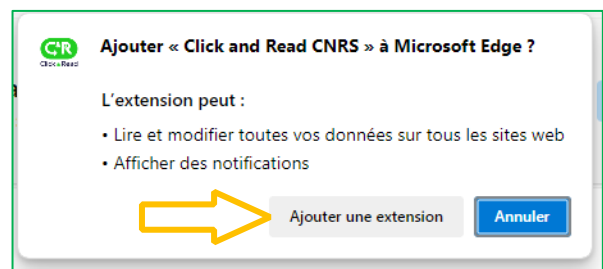 C&R
Click & Read
Ajouter « Click and Read CNRS » à Microsoft Edge ?
L'extension peut :
• Lire et modifier toutes vos données sur tous les sites web
• Afficher des notifications
Ajouter une extension
Annuler